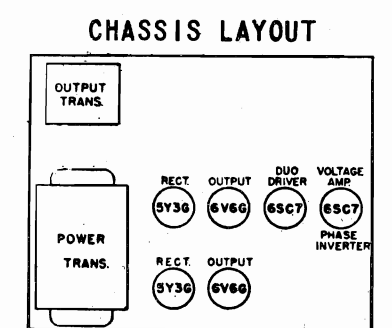 CHASSIS LAYOUT
OUTPUT
TRANS.
RECT.
5Y3G
OUTPUT
6V6G
DUO
DRIVER
6SC7
VOLTAGE
AMP.
6SC7
PHASE
INVERTER
POWER
TRANS.
RECT.
5Y3G
OUTPUT
6V6G